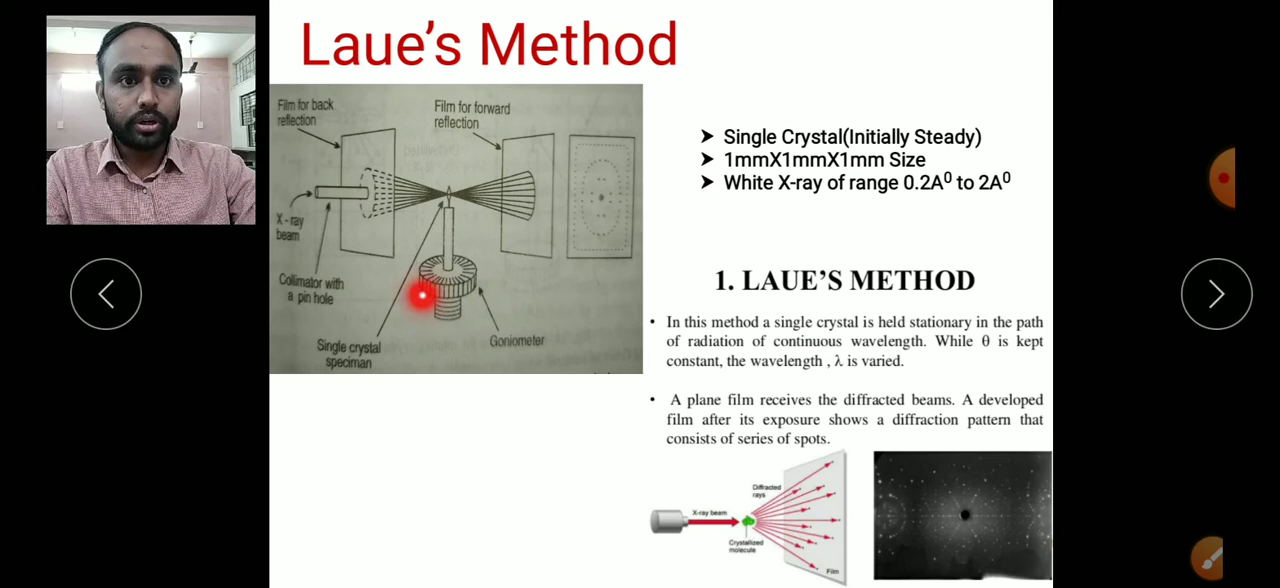 Laue's Method
Film for back
reflection
Film for forward
reflection
X - ray
beam
Collimator with
a pin hole
Single crystal
speciman
Goniometer
➤ Single Crystal(Initially Steady)
➤ 1mmX1mmX1mm Size
➤ White X-ray of range 0.2A⁰ to 2A⁰
1. LAUE'S METHOD
• In this method a single crystal is held stationary in the path
of radiation of continuous wavelength. While θ is kept
constant, the wavelength , λ is varied.
• A plane film receives the diffracted beams. A developed
film after its exposure shows a diffraction pattern that
consists of series of spots.
Diffracted
rays
X-ray beam
Crystallized
molecule
Film